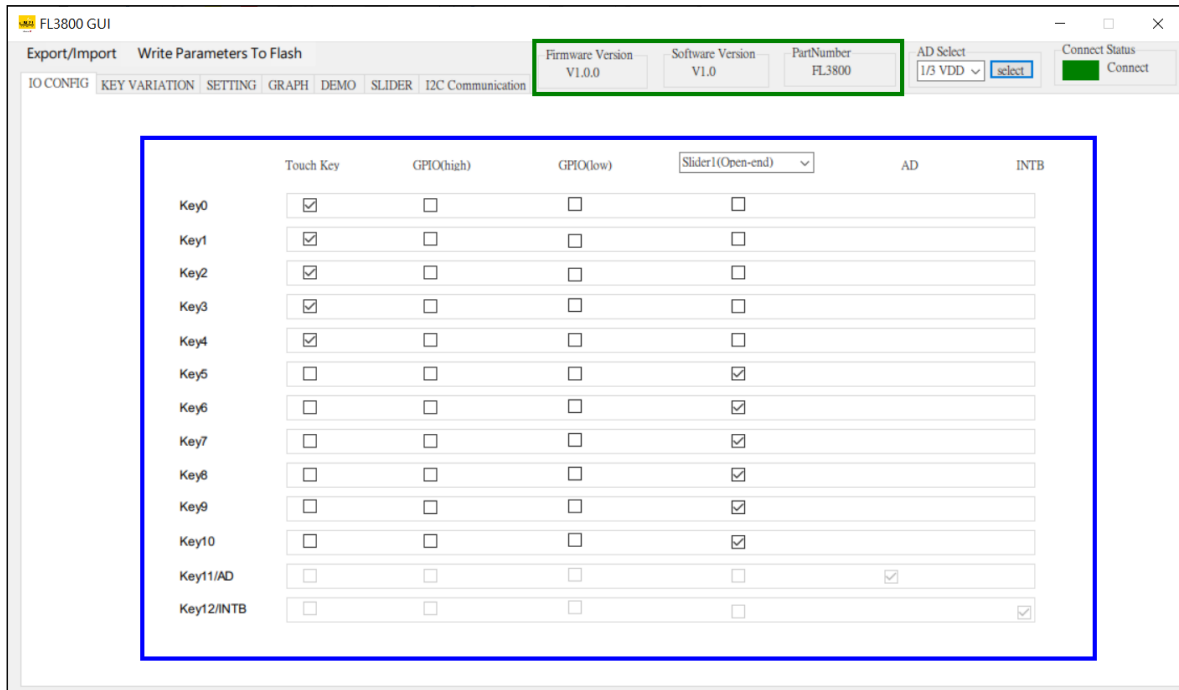 FL3800 GUI
Export/Import Write Parameters To Flash
Firmware Version
V1.0.0
Software Version
V1.0
PartNumber
FL3800
AD Select
1/3 VDD select
Connect Status
Connect
IO CONFIG KEY VARIATION SETTING GRAPH DEMO SLIDER I2C Communication
Touch Key GPIO(high) GPIO(low) Slider1(Open-end) AD INTB
Key0
Key1
Key2
Key3
Key4
Key5
Key6
Key7
Key8
Key9
Key10
Key11/AD
Key12/INTB